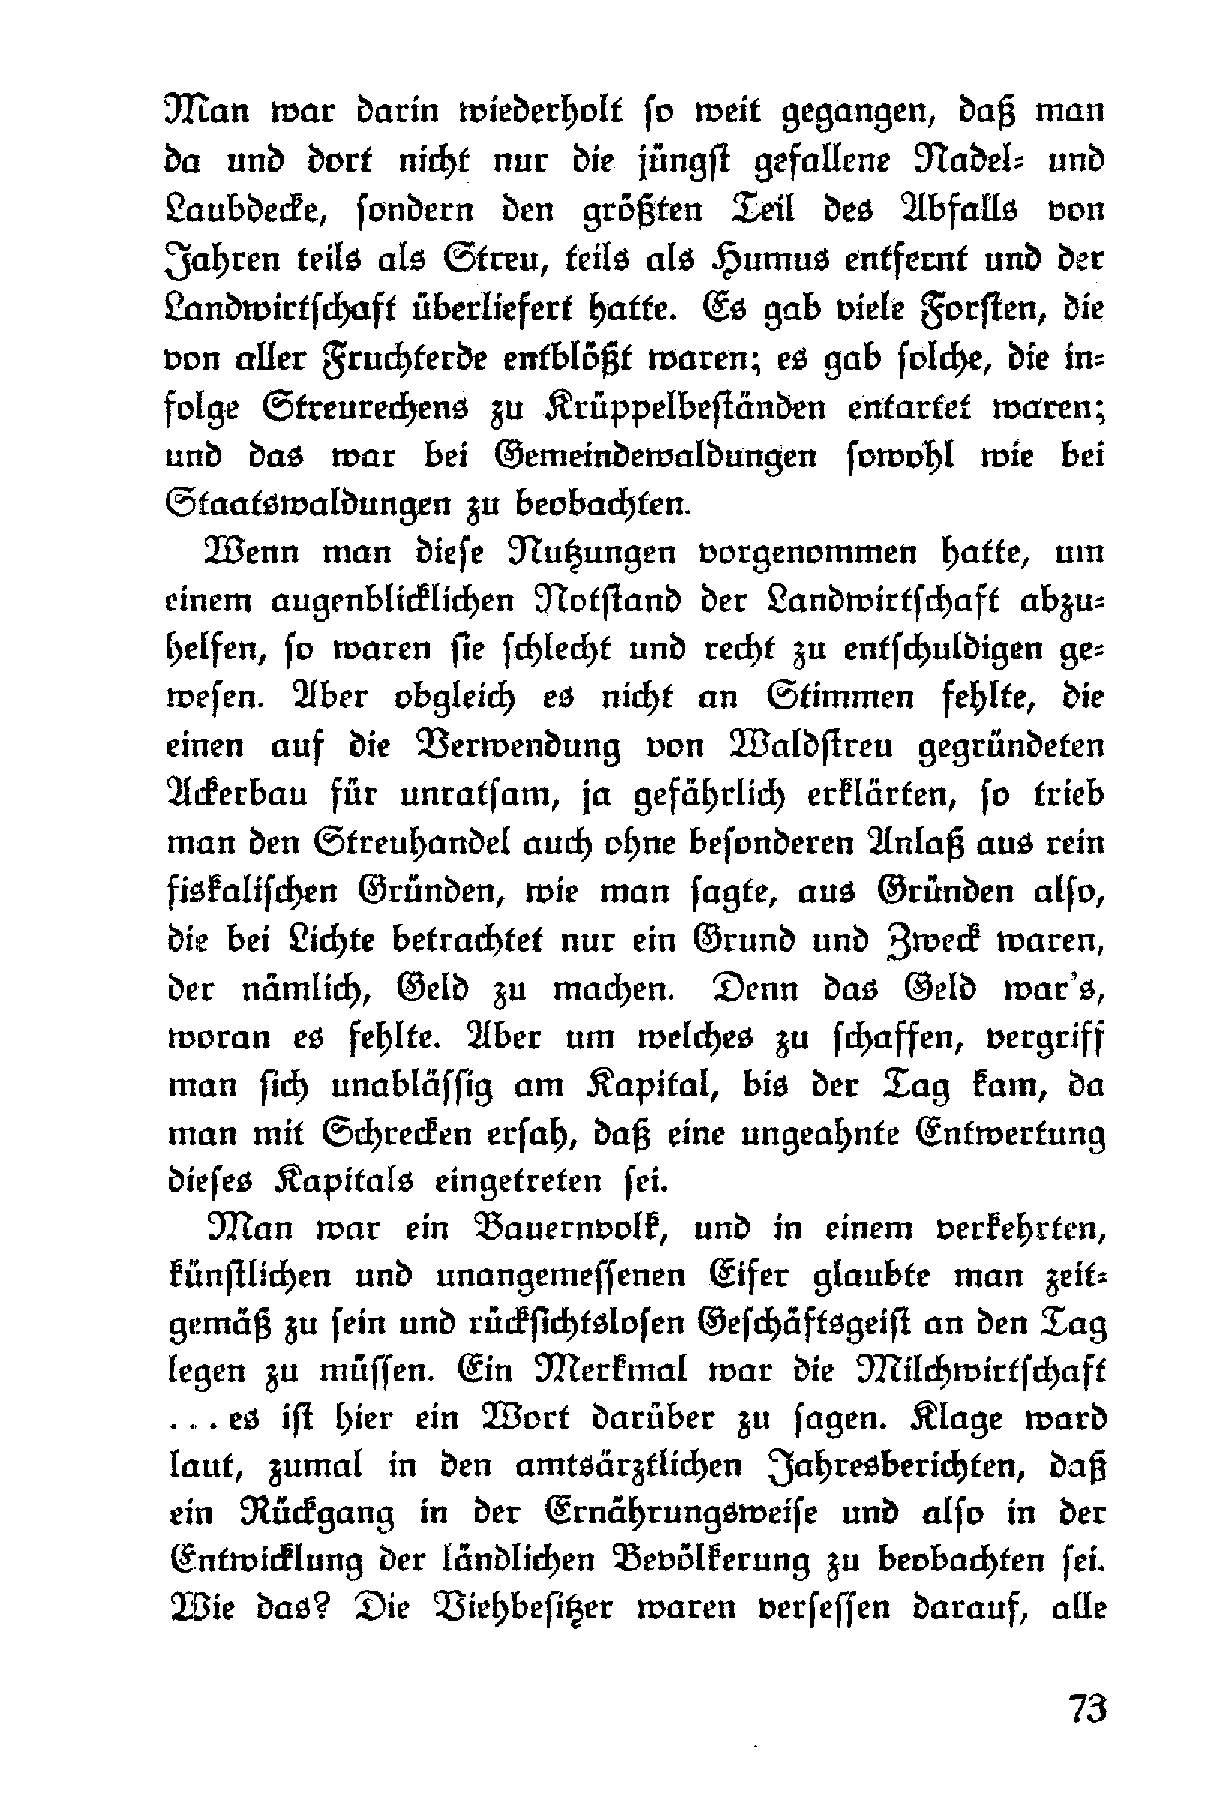 Man war darin wiederholt so weit gegangen, daß man
da und dort nicht nur die jüngst gefallene Nadel-⁠ und
Laubdecke, sondern den größten Teil des Abfalls von
Jahren teils als Streu, teils als Humus entfernt und der
Landwirtschaft überliefert hatte. Es gab viele Forsten, die
von aller Fruchterde entblößt waren; es gab solche, die in-
folge Streurechens zu Krüppelbeständen entartet waren;
und das war bei Gemeindewaldungen sowohl wie bei
Staatswaldungen zu beobachten.
Wenn man diese Nutzungen vorgenommen hatte, um
einem augenblicklichen Notstand der Landwirtschaft abzu-
helfen, so waren sie schlecht und recht zu entschuldigen ge-
wesen. Aber obgleich es nicht an Stimmen fehlte, die
einen auf die Verwendung von Waldstreu gegründeten
Ackerbau für unratsam, ja gefährlich erklärten, so trieb
man den Streuhandel auch ohne besonderen Anlaß aus rein
fiskalischen Gründen, wie man sagte, aus Gründen also,
die bei Lichte betrachtet nur ein Grund und Zweck waren,
der nämlich, Geld zu machen. Denn das Geld war's,
woran es fehlte. Aber um welches zu schaffen, vergriff
man sich unablässig am Kapital, bis der Tag kam, da
man mit Schrecken ersah, daß eine ungeahnte Entwertung
dieses Kapitals eingetreten sei.
Man war ein Bauernvolk, und in einem verkehrten,
künstlichen und unangemessenen Eifer glaubte man zeit-
gemäß zu sein und rücksichtslosen Geschäftsgeist an den Tag
legen zu müssen. Ein Merkmal war die Milchwirtschaft
... es ist hier ein Wort darüber zu sagen. Klage ward
laut, zumal in den amtsärztlichen Jahresberichten, daß
ein Rückgang in der Ernährungsweise und also in der
Entwicklung der ländlichen Bevölkerung zu beobachten sei.
Wie das? Die Viehbesitzer waren versessen darauf, alle
73